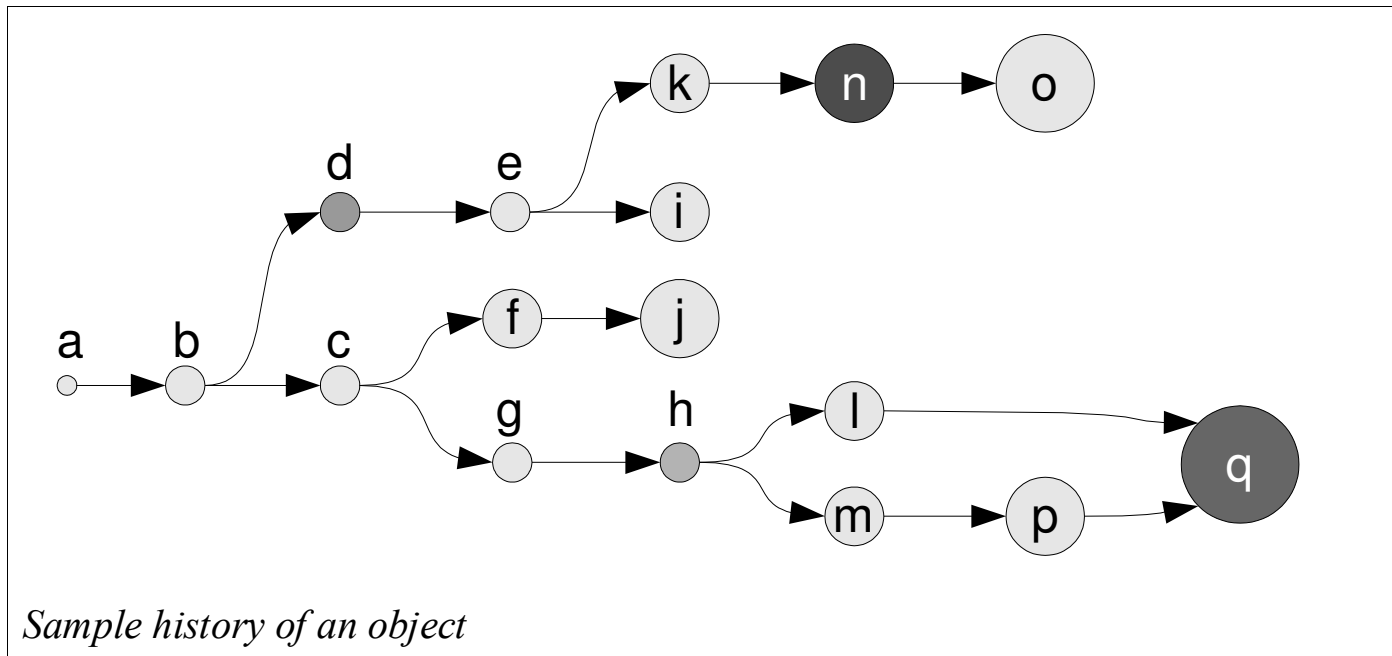 k n o
d e
i
f j
a b c
g h l
q
m p
Sample history of an object